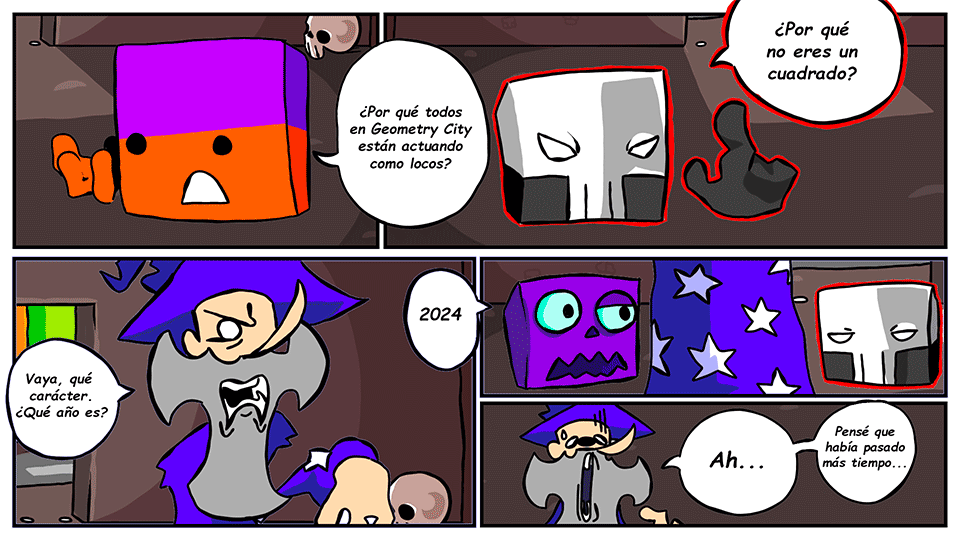 ¿Por qué todos
en Geometry City
están actuando
como locos?
¿Por qué
no eres un
cuadrado?
Vaya, qué
carácter.
¿Qué año es?
2024
Ah...
Pensé que
había pasado
más tiempo...